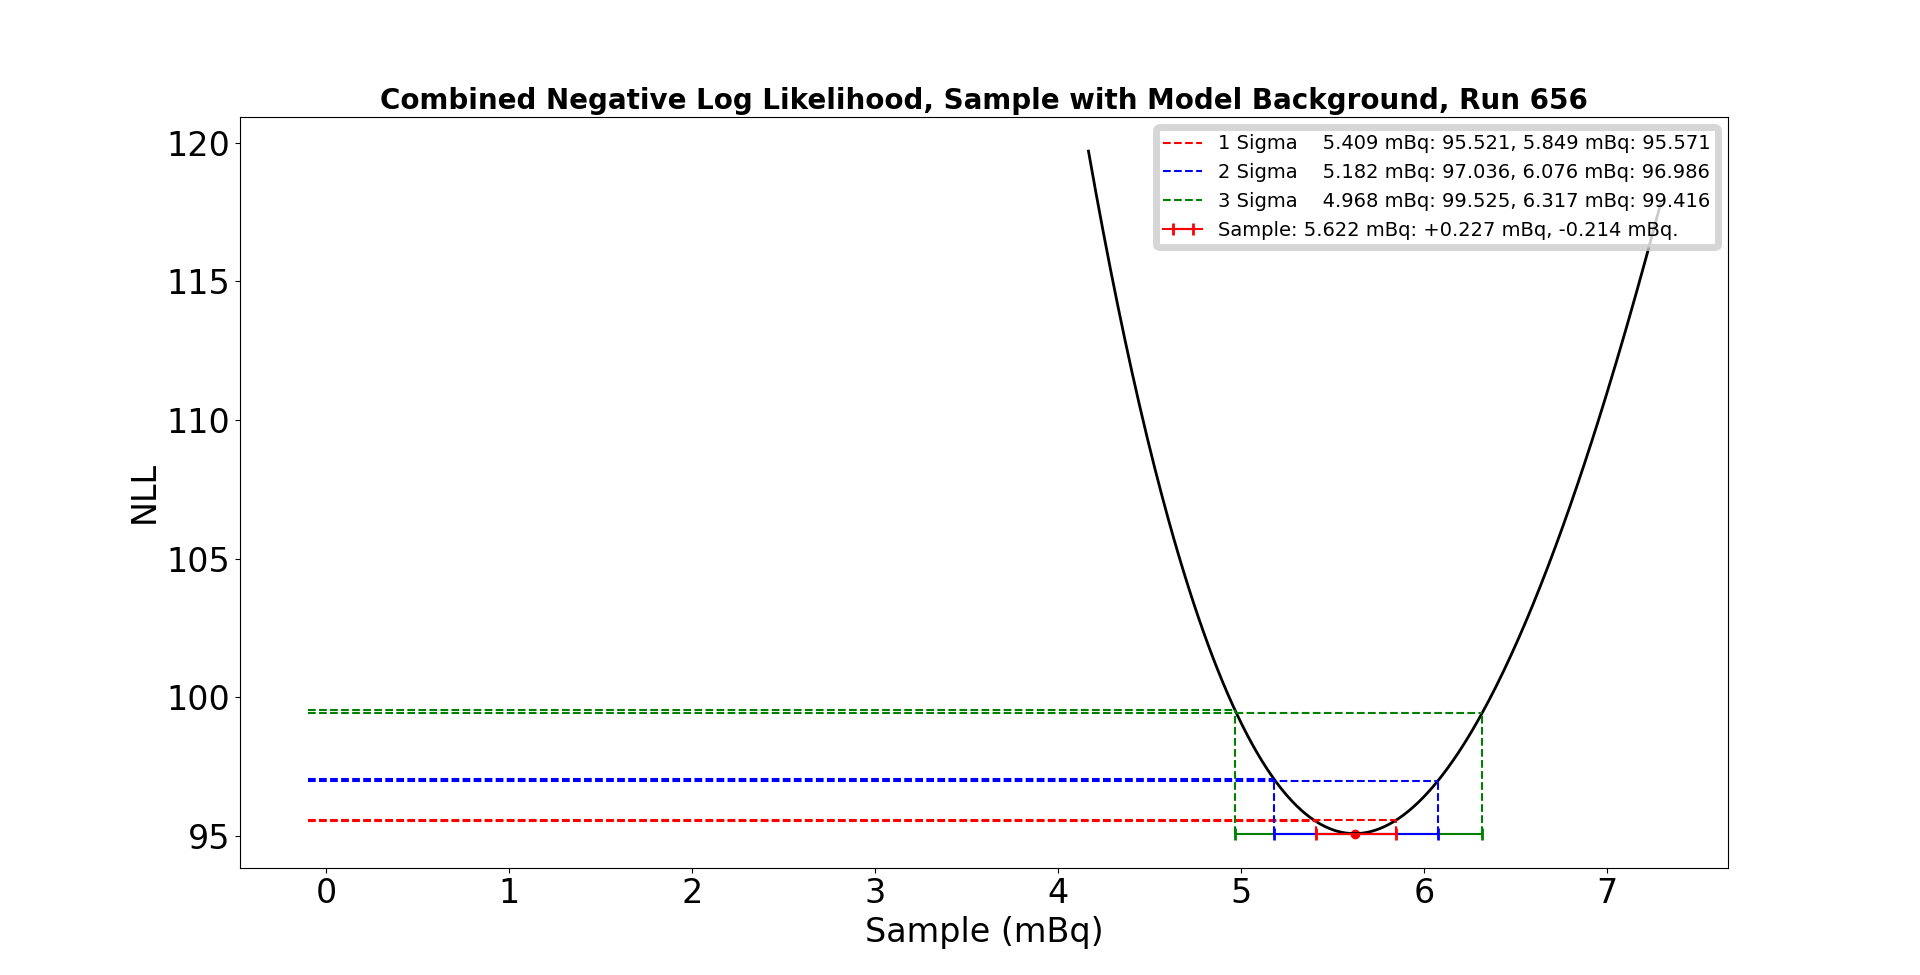 Combined Negative Log Likelihood, Sample with Model Background, Run 656
1 Sigma    5.409 mBq: 95.521, 5.849 mBq: 95.571
2 Sigma    5.182 mBq: 97.036, 6.076 mBq: 96.986
3 Sigma    4.968 mBq: 99.525, 6.317 mBq: 99.416
Sample: 5.622 mBq: +0.227 mBq, -0.214 mBq.
120
115
110
105
100
95
NLL
0 1 2 3 4 5 6 7
Sample (mBq)